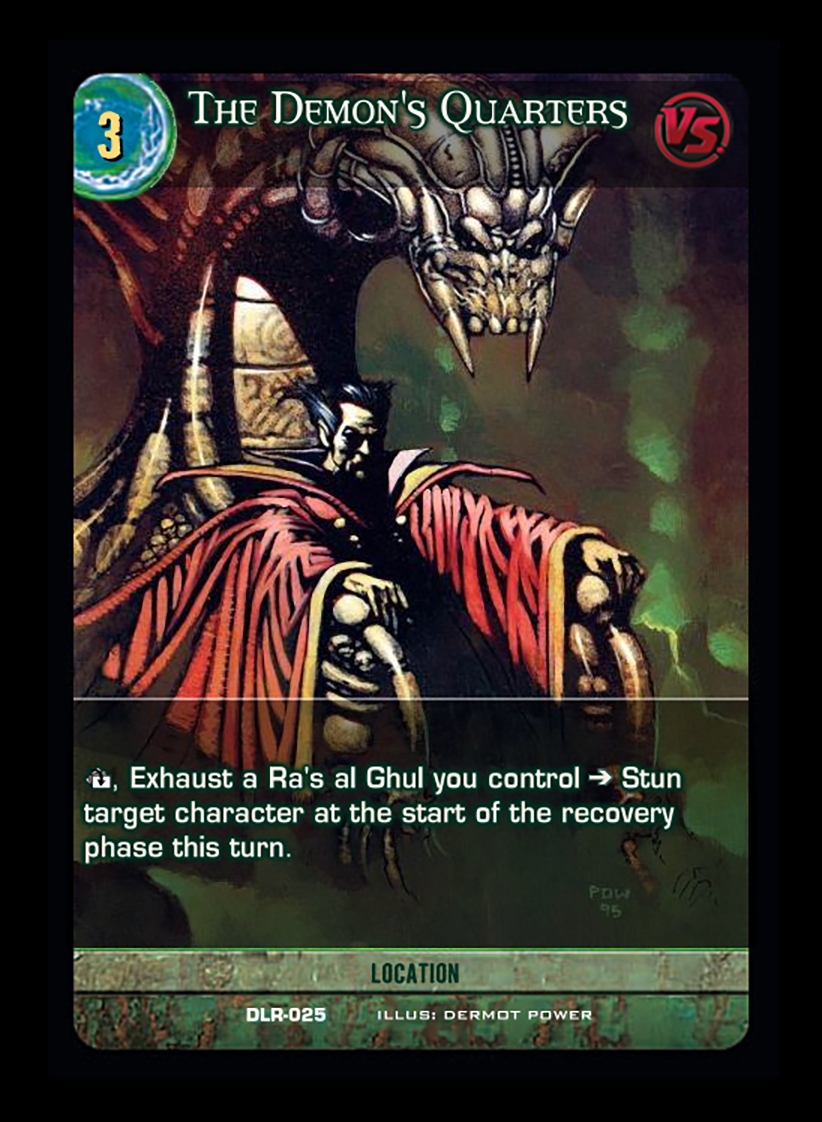 3
The Demon's Quarters
VS.
, Exhaust a Ra's al Ghul you control ➔ Stun
target character at the start of the recovery
phase this turn.
PDW
95
LOCATION
DLR-025 ILLUS: DERMOT POWER